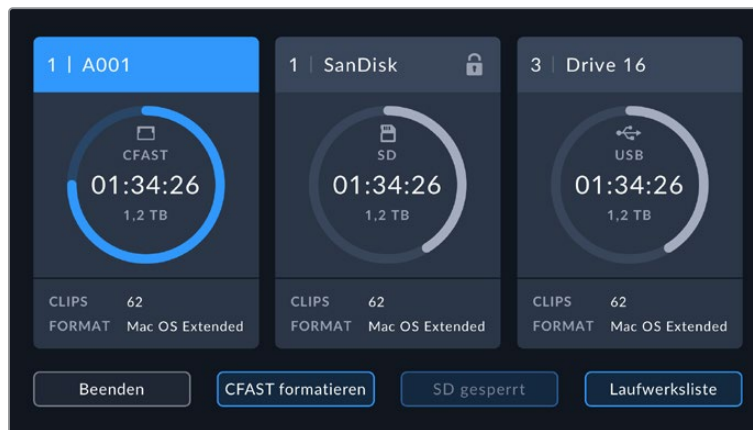 1 | A001
CFAST
01:34:26
1,2 TB
CLIPS 62
FORMAT Mac OS Extended
1 | SanDisk
SD
01:34:26
1,2 TB
CLIPS 62
FORMAT Mac OS Extended
3 | Drive 16
USB
01:34:26
1,2 TB
CLIPS 62
FORMAT Mac OS Extended
Beenden
CFAST formatieren
SD gesperrt
Laufwerksliste